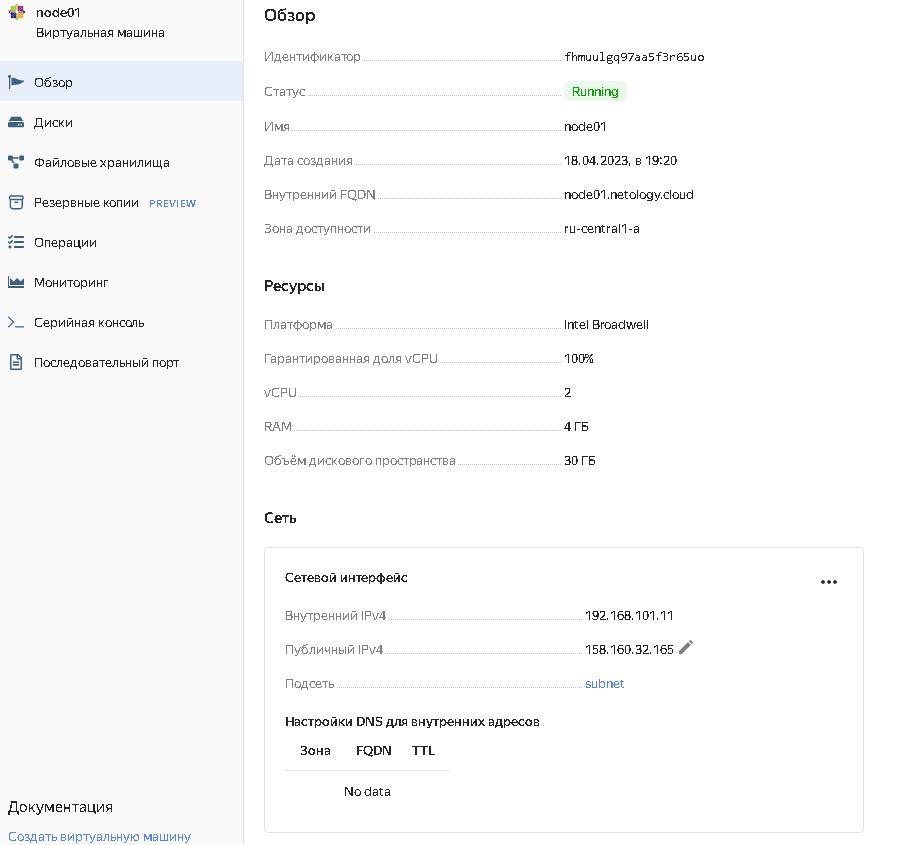 node01
Виртуальная машина
Обзор
Диски
Файловые хранилища
Резервные копии PREVIEW
Операции
Мониторинг
Серийная консоль
Последовательный порт
Документация
Создать виртуальную машину
Обзор
Идентификатор fhmuulgq97aa5f3r65uo
Статус Running
Имя node01
Дата создания 18.04.2023, в 19:20
Внутренний FQDN node01.netology.cloud
Зона доступности ru-central1-a
Ресурсы
Платформа Intel Broadwell
Гарантированная доля vCPU 100%
vCPU 2
RAM 4 ГБ
Объём дискового пространства 30 ГБ
Сеть
Сетевой интерфейс
Внутренний IPv4 192.168.101.11
Публичный IPv4 158.160.32.165
Подсеть subnet
Настройки DNS для внутренних адресов
Зона FQDN TTL
No data